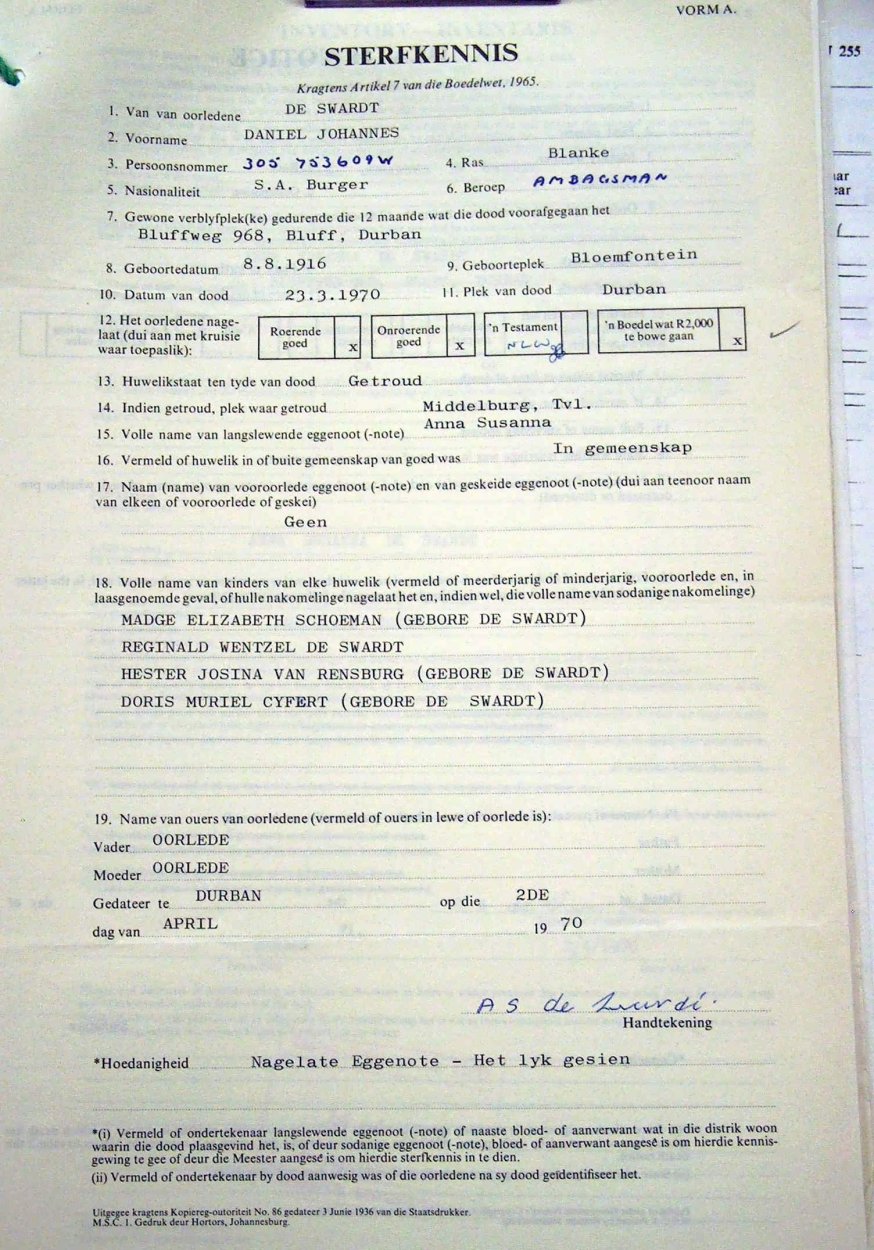 VORM A.
STERFKENNIS
Kragtens Artikel 7 van die Boedelwet, 1965.
1. Van van oorledene DE SWARDT
2. Voorname DANIEL JOHANNES
3. Persoonsnommer 305 753609W 4. Ras Blanke
5. Nasionaliteit S.A. Burger 6. Beroep AMBAGSMAN
7. Gewone verblyfplek(ke) gedurende die 12 maande wat die dood voorafgegaan het
Bluffweg 968, Bluff, Durban
8. Geboortedatum 8.8.1916 9. Geboorteplek Bloemfontein
10. Datum van dood 23.3.1970 11. Plek van dood Durban
12. Het oorledene nage-
laat (dui aan met kruisie
waar toepaslik):
Roerende
goed x
Onroerende
goed x
'n Testament
'n Boedel wat R2,000
te bowe gaan x
13. Huwelikstaat ten tyde van dood Getroud
14. Indien getroud, plek waar getroud Middelburg, Tvl.
15. Volle name van langslewende eggenoot (-note) Anna Susanna
16. Vermeld of huwelik in of buite gemeenskap van goed was In gemeenskap
17. Naam (name) van vooroorlede eggenoot (-note) en van geskeide eggenoot (-note) (dui aan teenoor naam
van elkeen of vooroorlede of geskei)
Geen
18. Volle name van kinders van elke huwelik (vermeld of meerderjarig of minderjarig, vooroorlede en, in
laasgenoemde geval, of hulle nakomelinge nagelaat het en, indien wel, die volle name van sodanige nakomelinge)
MADGE ELIZABETH SCHOEMAN (GEBORE DE SWARDT)
REGINALD WENTZEL DE SWARDT
HESTER JOSINA VAN RENSBURG (GEBORE DE SWARDT)
DORIS MURIEL CYFERT (GEBORE DE SWARDT)
19. Name van ouers van oorledene (vermeld of ouers in lewe of oorlede is):
Vader OORLEDE
Moeder OORLEDE
Gedateer te DURBAN op die 2DE
dag van APRIL 19 70
A S de
Handtekening
*Hoedanigheid Nagelate Eggenote - Het lyk gesien
*(i) Vermeld of ondertekenaar langslewende eggenoot (-note) of naaste bloed- of aanverwant wat in die distrik woon
waarin die dood plaasgevind het, is, of deur sodanige eggenoot (-note), bloed- of aanverwant aangesê is om hierdie kennis-
gewing te gee of deur die Meester aangesê is om hierdie sterfkennis in te dien.
(ii) Vermeld of ondertekenaar by dood aanwesig was of die oorledene na sy dood geïdentifiseer het.
Uitgegee kragtens Kopiereg-outoriteit No. 86 gedateer 3 Junie 1936 van die Staatsdrukker.
M.S.C. 1. Gedruk deur Hortors, Johannesburg.
255